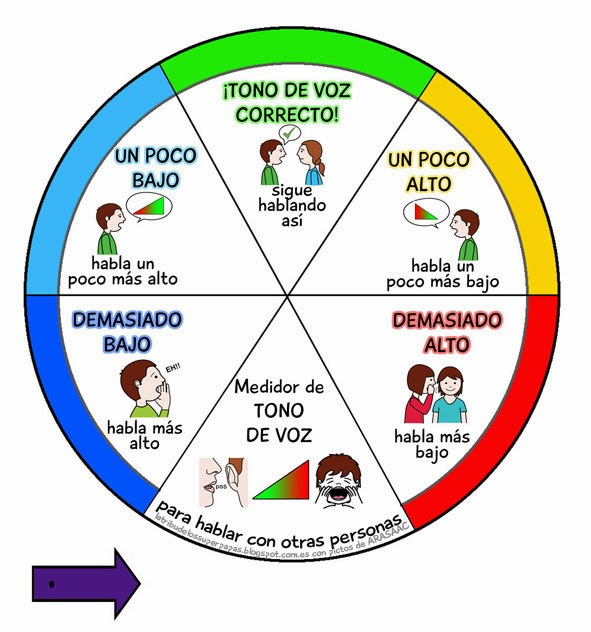 ¡TONO DE VOZ
CORRECTO!
sigue
hablando
así
UN POCO
BAJO
habla un
poco más alto
UN POCO
ALTO
habla un
poco más bajo
DEMASIADO
BAJO
EH!!
habla más
alto
DEMASIADO
ALTO
habla más
bajo
Medidor de
TONO
DE VOZ
pss
para hablar con otras personas
latribudelossuperpapas.blogspot.com.es con pictos de ARASAAC